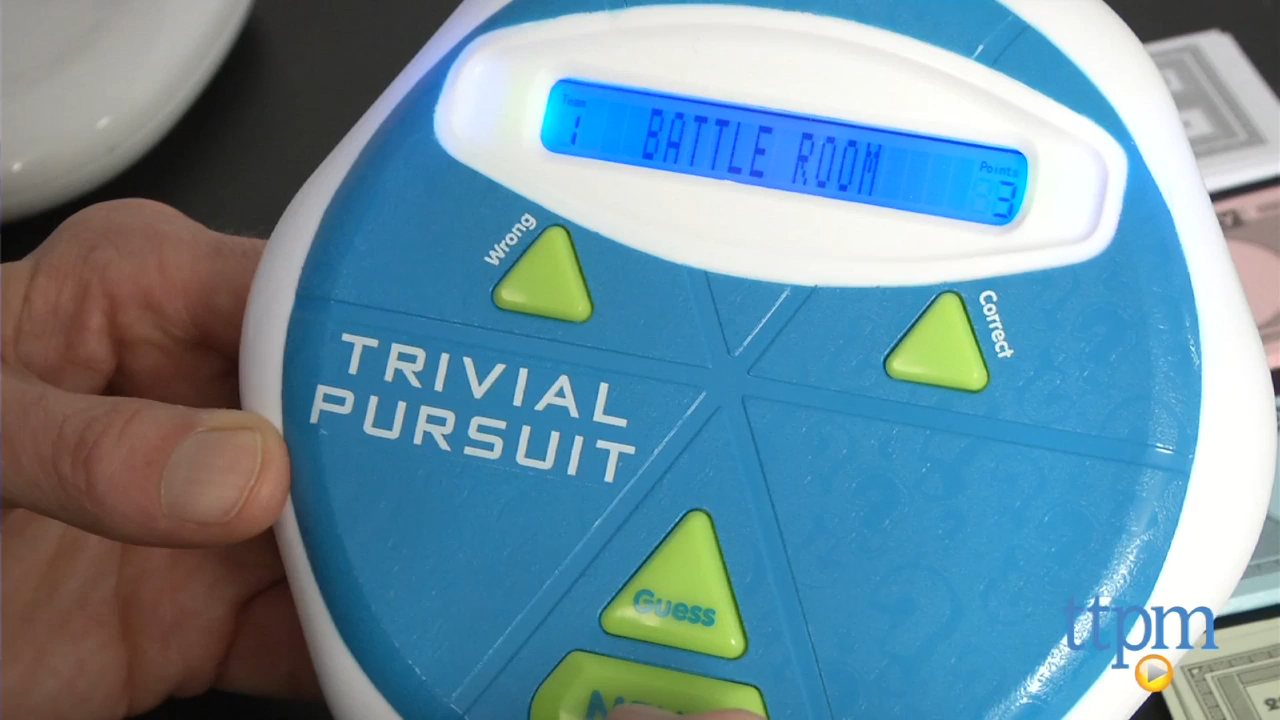 Team
1 BATTLE ROOM
Points
3
Wrong
Correct
TRIVIAL
PURSUIT
Guess
ttpm